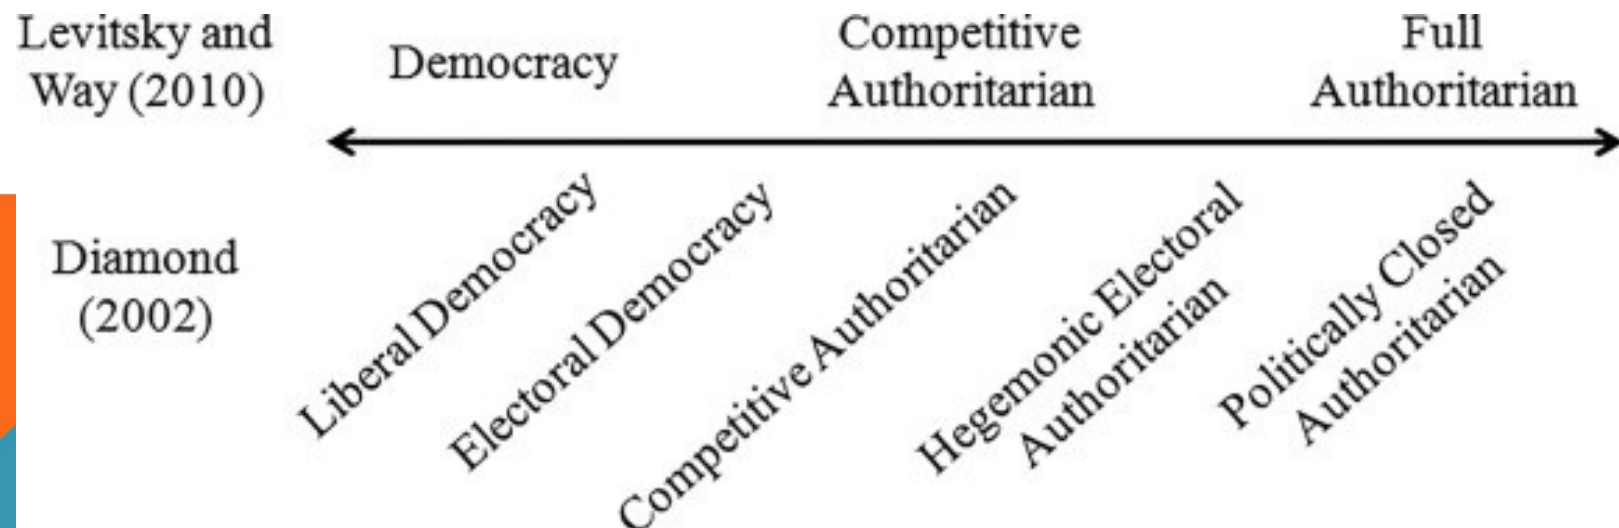 Levitsky and
Way (2010)
Democracy
Competitive
Authoritarian
Full
Authoritarian
Diamond
(2002)
Liberal Democracy
Electoral Democracy
Competitive Authoritarian
Hegemonic Electoral
Authoritarian
Politically Closed
Authoritarian